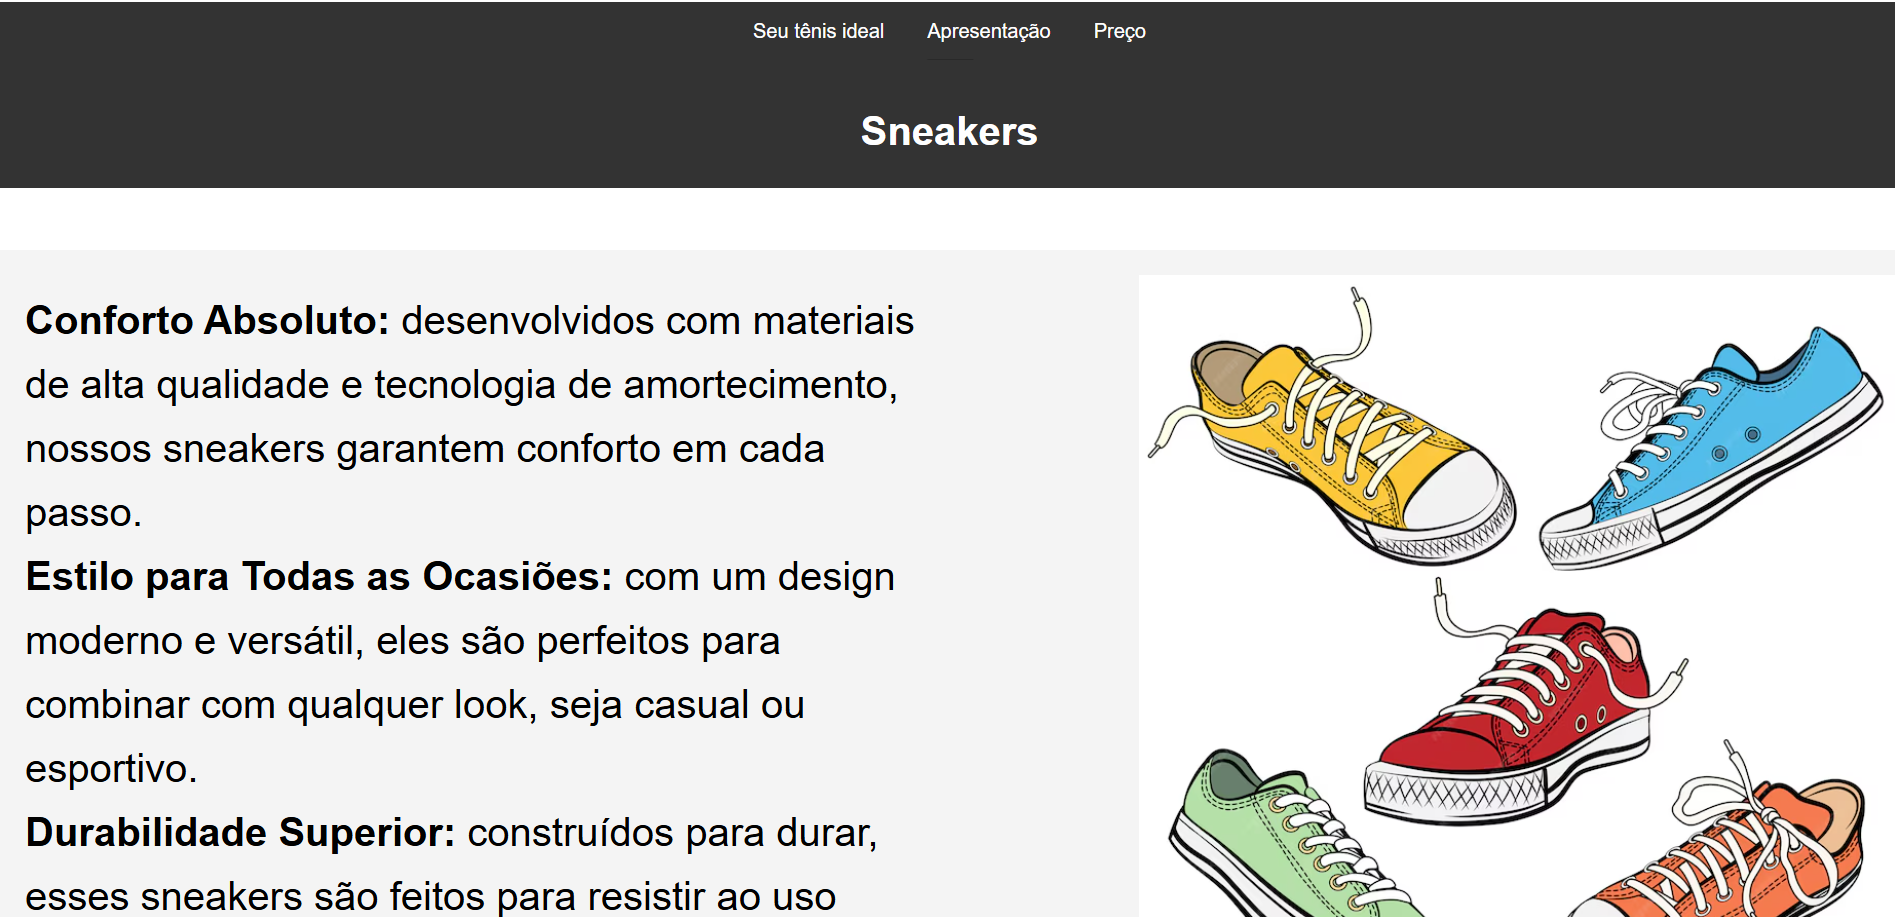 Seu tênis ideal Apresentação Preço
Sneakers
Conforto Absoluto: desenvolvidos com materiais
de alta qualidade e tecnologia de amortecimento,
nossos sneakers garantem conforto em cada
passo.
Estilo para Todas as Ocasiões: com um design
moderno e versátil, eles são perfeitos para
combinar com qualquer look, seja casual ou
esportivo.
Durabilidade Superior: construídos para durar,
esses sneakers são feitos para resistir ao uso